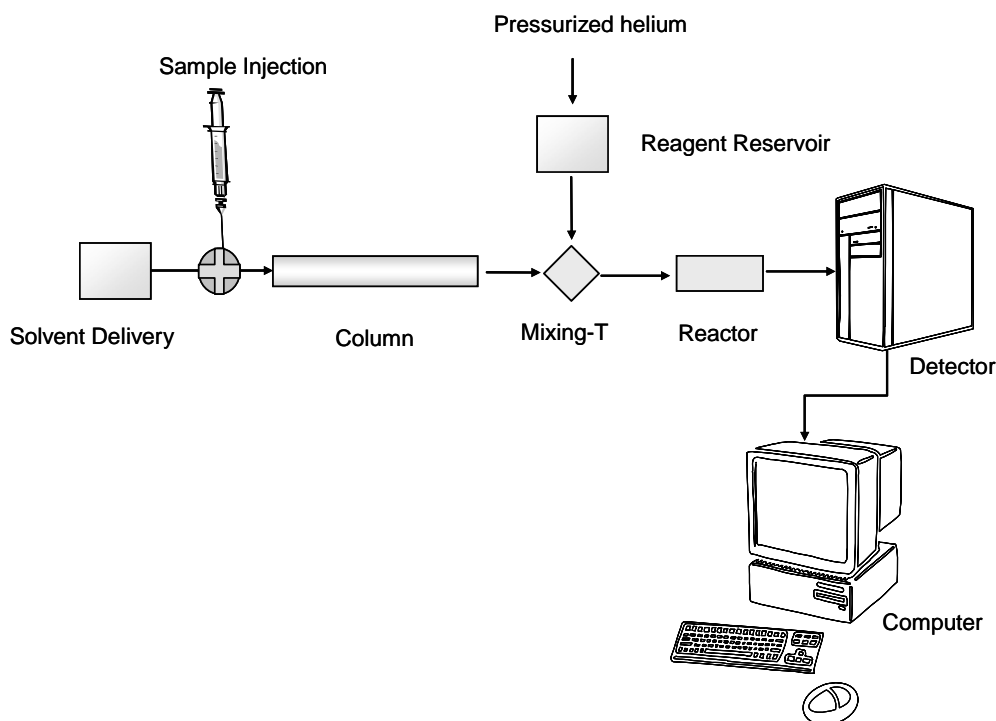 Pressurized helium
Sample Injection
Reagent Reservoir
Solvent Delivery
Column
Mixing-T
Reactor
Detector
Computer